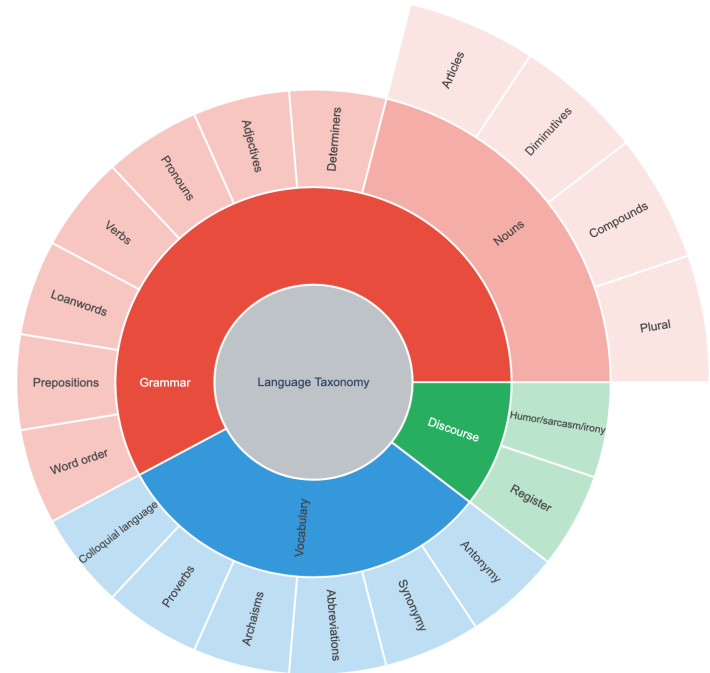 Language Taxonomy
Grammar
Nouns
Articles
Diminutives
Compounds
Plural
Determiners
Adjectives
Pronouns
Verbs
Loanwords
Prepositions
Word order
Vocabulary
Colloquial language
Proverbs
Archaisms
Abbreviations
Synonymy
Antonymy
Discourse
Register
Humor/sarcasm/irony